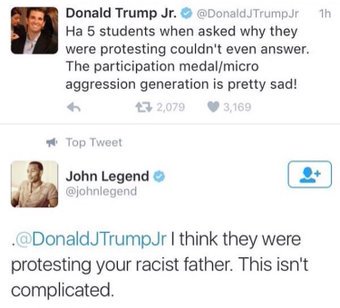 Donald Trump Jr. @DonaldJTrumpJr 1h
Ha 5 students when asked why they
were protesting couldn't even answer.
The participation medal/micro
aggression generation is pretty sad!
2,079 3,169
Top Tweet
John Legend
@johnlegend
.@DonaldJTrumpJr I think they were
protesting your racist father. This isn't
complicated.